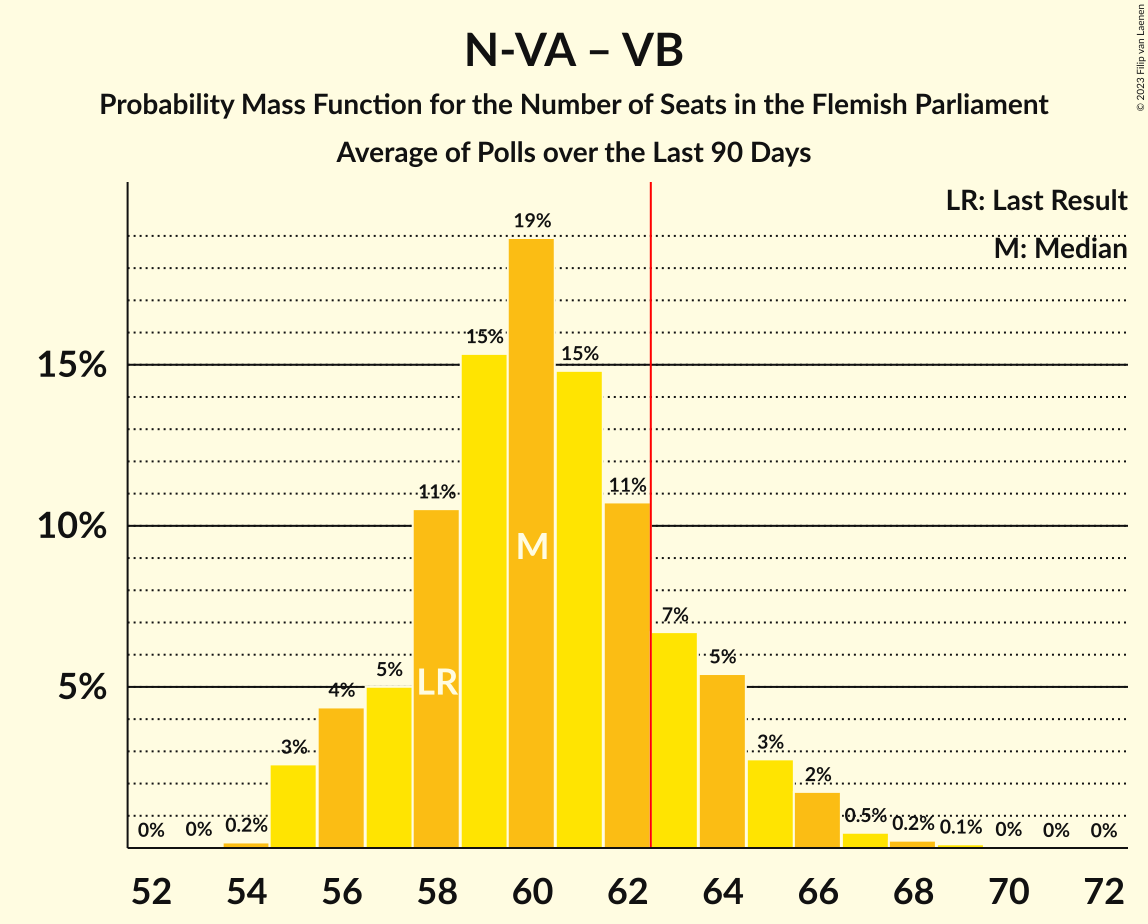 N-VA – VB
Probability Mass Function for the Number of Seats in the Flemish Parliament
Average of Polls over the Last 90 Days
© 2023 Filip van Laenen
LR: Last Result
M: Median
15%
10%
5%
0%
0%
0.2%
3%
4%
5%
11%
15%
19%
15%
11%
7%
5%
3%
2%
0.5%
0.2%
0.1%
0%
0%
0%
LR
M
52 54 56 58 60 62 64 66 68 70 72